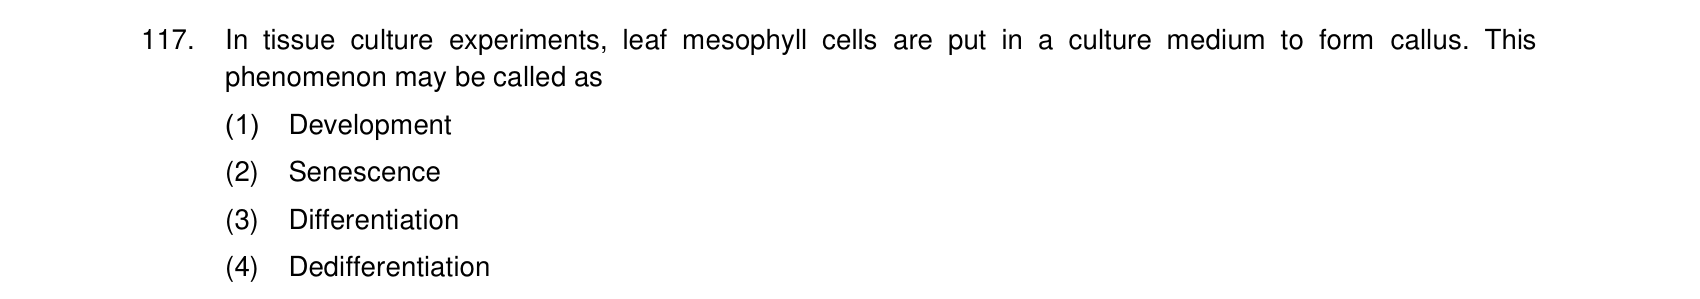 117. In tissue culture experiments, leaf mesophyll cells are put in a culture medium to form callus. This
phenomenon may be called as
(1) Development
(2) Senescence
(3) Differentiation
(4) Dedifferentiation